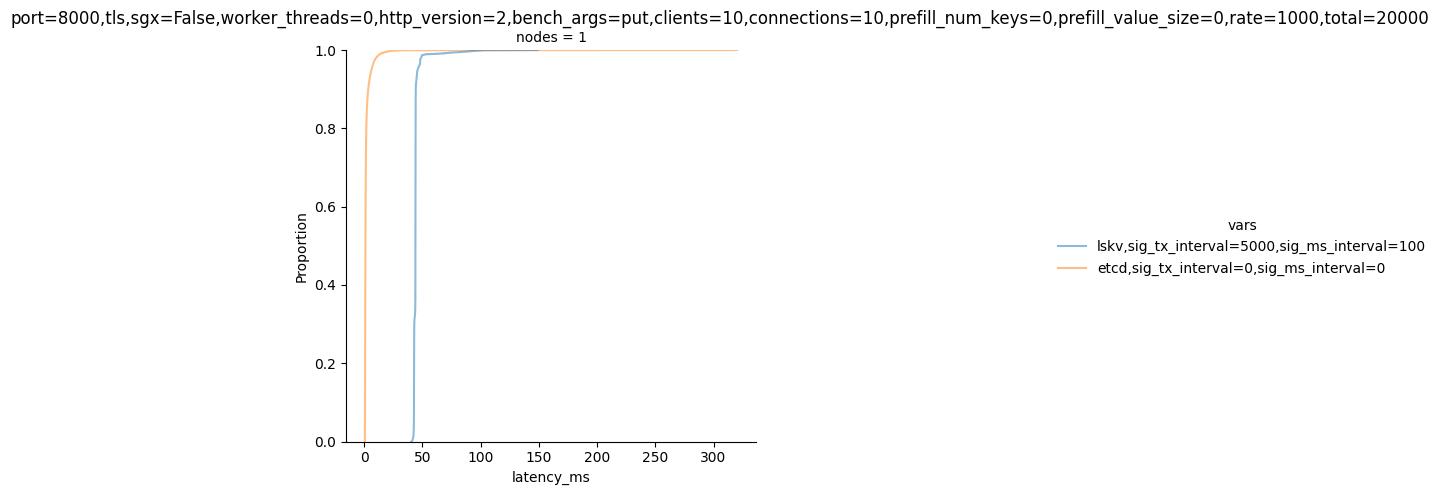 port=8000,tls,sgx=False,worker_threads=0,http_version=2,bench_args=put,clients=10,connections=10,prefill_num_keys=0,prefill_value_size=0,rate=1000,total=20000
nodes = 1
1.0
0.8
0.6
0.4
0.2
0.0
Proportion
0 50 100 150 200 250 300
latency_ms
vars
lskv,sig_tx_interval=5000,sig_ms_interval=100
etcd,sig_tx_interval=0,sig_ms_interval=0